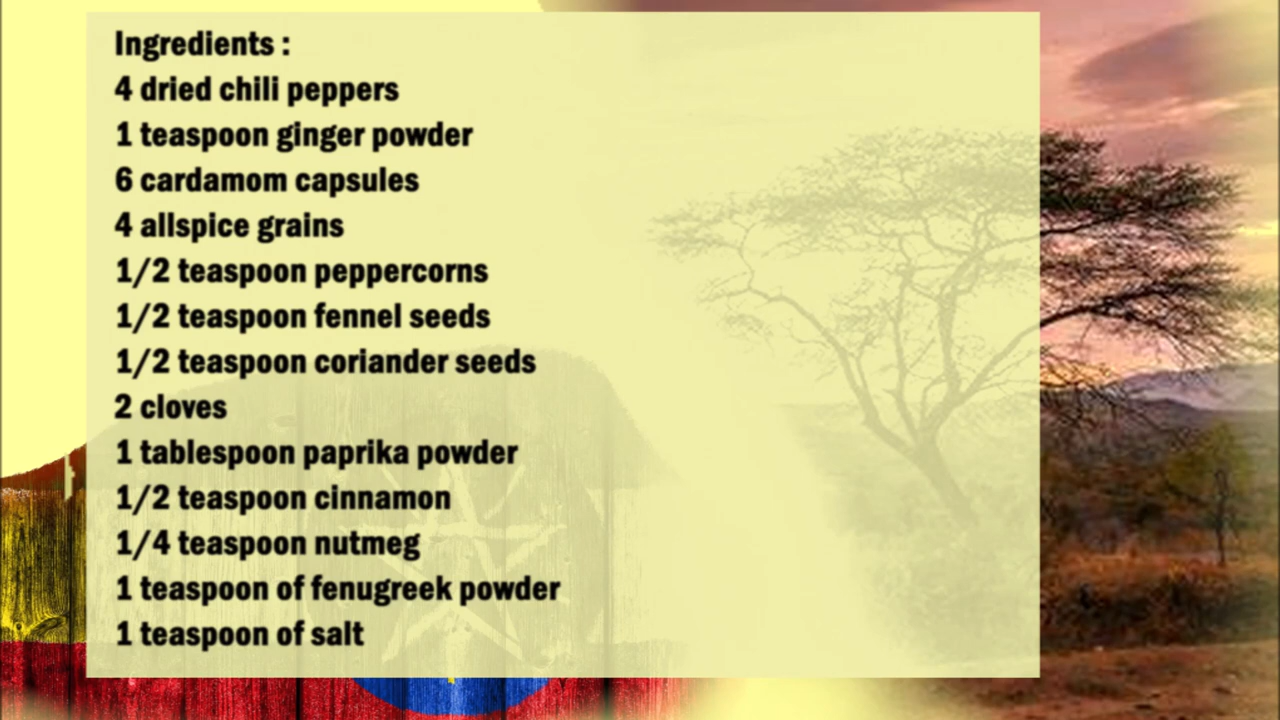 Ingredients :
4 dried chili peppers
1 teaspoon ginger powder
6 cardamom capsules
4 allspice grains
1/2 teaspoon peppercorns
1/2 teaspoon fennel seeds
1/2 teaspoon coriander seeds
2 cloves
1 tablespoon paprika powder
1/2 teaspoon cinnamon
1/4 teaspoon nutmeg
1 teaspoon of fenugreek powder
1 teaspoon of salt